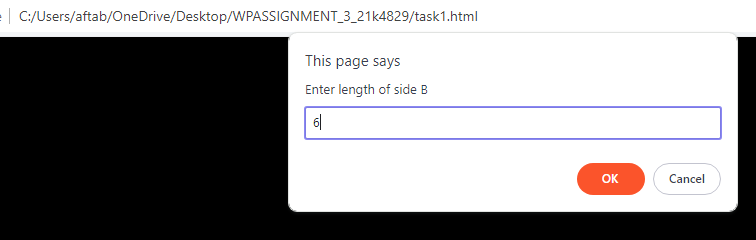 C:/Users/aftab/OneDrive/Desktop/WPASSIGNMENT_3_21k4829/task1.html
This page says
Enter length of side B
6
OK
Cancel